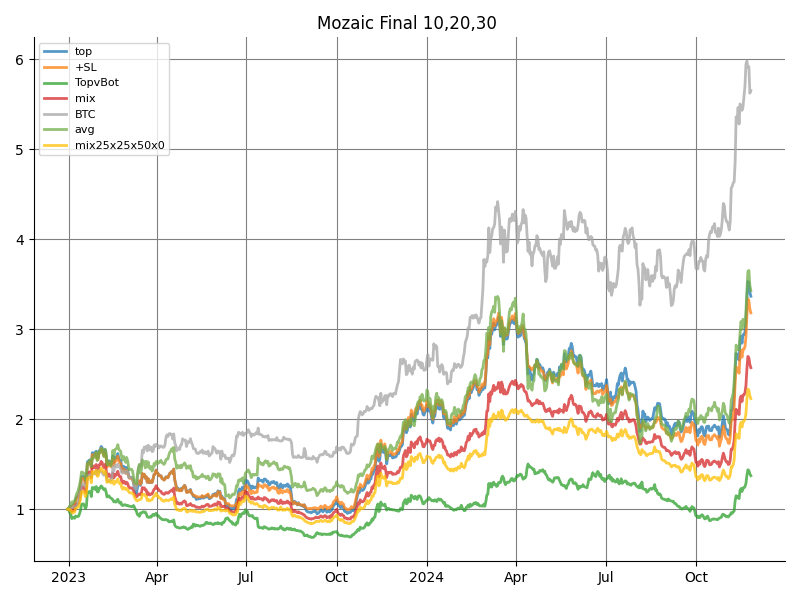 Mozaic Final 10,20,30
top
+SL
TopvBot
mix
BTC
avg
mix25x25x50x0
6
5
4
3
2
1
2023 Apr Jul Oct 2024 Apr Jul Oct